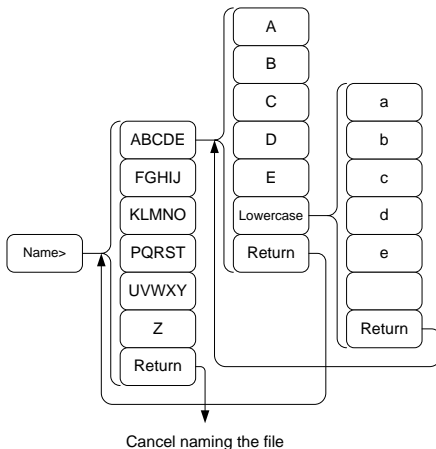 Name>
ABCDE
FGHIJ
KLMNO
PQRST
UVWXY
Z
Return
A
B
C
D
E
Lowercase
Return
a
b
c
d
e
Return
Cancel naming the file